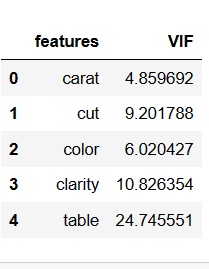 features VIF
0 carat 4.859692
1 cut 9.201788
2 color 6.020427
3 clarity 10.826354
4 table 24.745551